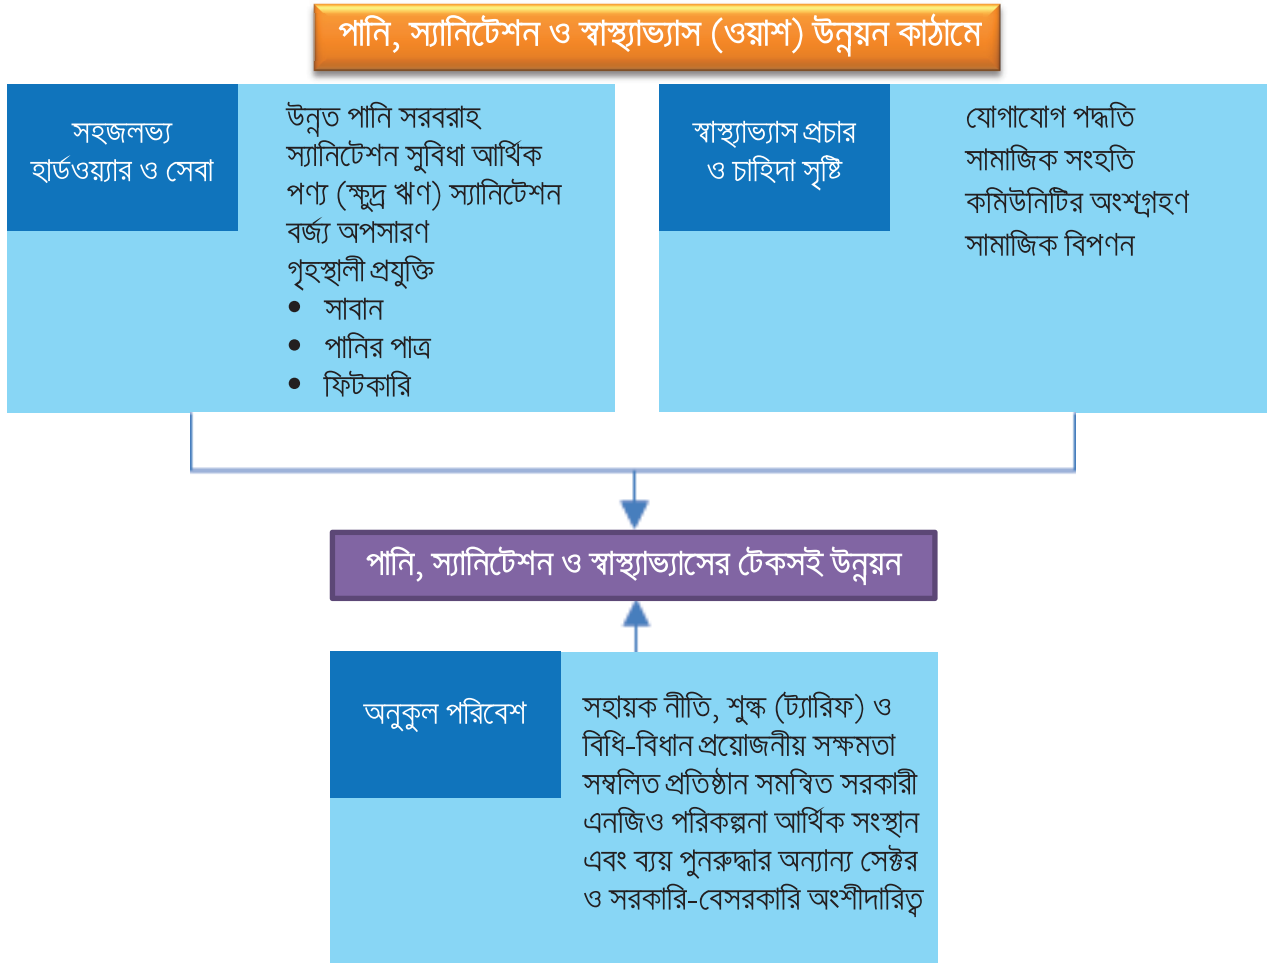 পানি, স্যানিটেশন ও স্বাস্থ্যাভ্যাস (ওয়াশ) উন্নয়ন কাঠামে
সহজলভ্য
হার্ডওয়্যার ও সেবা
উন্নত পানি সরবরাহ
স্যানিটেশন সুবিধা আর্থিক
পণ্য (ক্ষুদ্র ঋণ) স্যানিটেশন
বর্জ্য অপসারণ
গৃহস্থালী প্রযুক্তি
• সাবান
• পানির পাত্র
• ফিটকারি
স্বাস্থ্যাভ্যাস প্রচার
ও চাহিদা সৃষ্টি
যোগাযোগ পদ্ধতি
সামাজিক সংহতি
কমিউনিটির অংশগ্রহণ
সামাজিক বিপণন
পানি, স্যানিটেশন ও স্বাস্থ্যাভ্যাসের টেকসই উন্নয়ন
অনুকুল পরিবেশ
সহায়ক নীতি, শুল্ক (ট্যারিফ) ও
বিধি-বিধান প্রয়োজনীয় সক্ষমতা
সম্বলিত প্রতিষ্ঠান সমন্বিত সরকারী
এনজিও পরিকল্পনা আর্থিক সংস্থান
এবং ব্যয় পুনরুদ্ধার অন্যান্য সেক্টর
ও সরকারি-বেসরকারি অংশীদারিত্ব